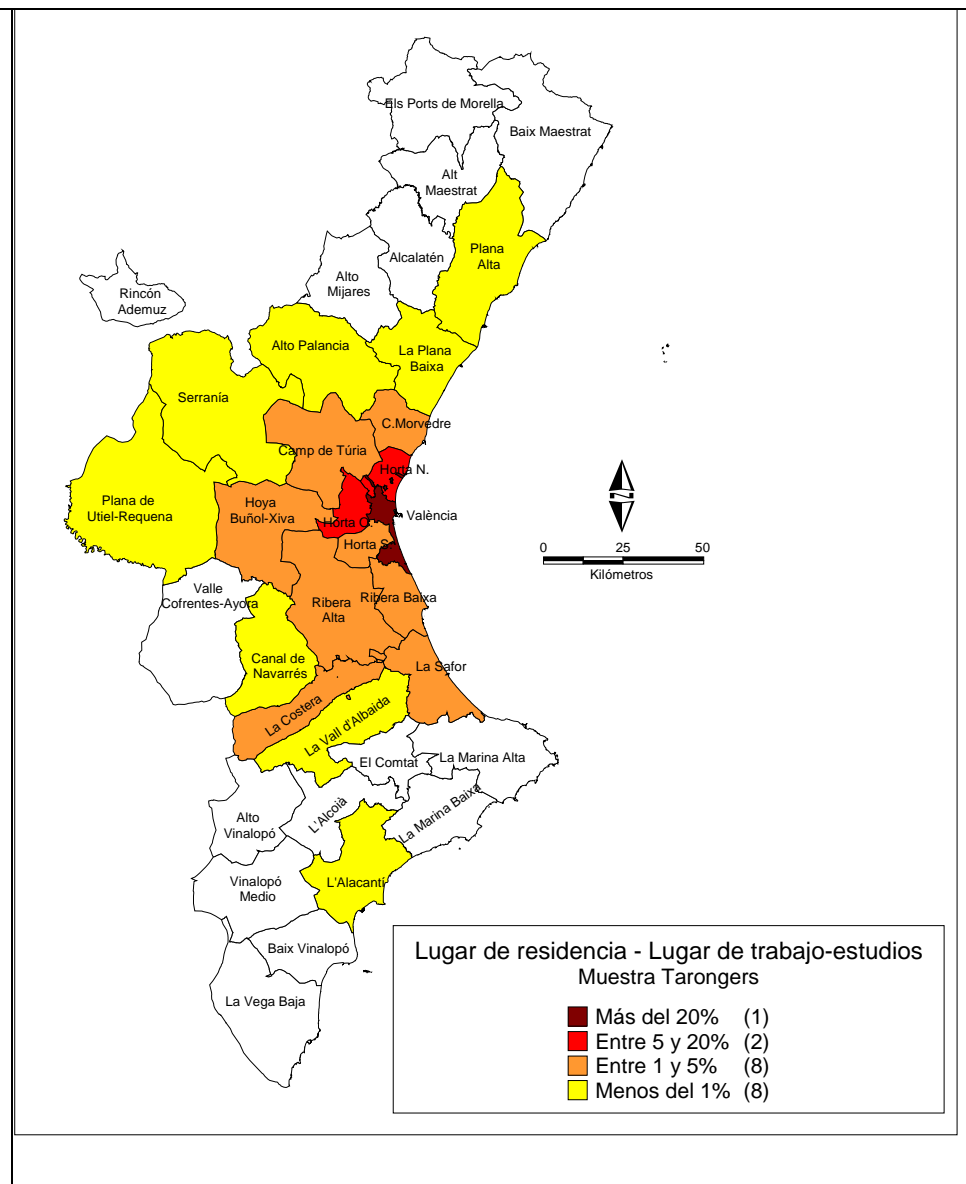 Els Ports de Morella
Baix Maestrat
Alt
Maestrat
Plana
Alta
Alcalatén
Alto
Mijares
Rincón
Ademuz
Alto Palancia
La Plana
Baixa
Serranía
C.Morvedre
Camp de Túria
Horta N.
Plana de
Utiel-Requena
Hoya
Buñol-Xiva
València
Horta O.
Horta S.
N
0 25 50
Kilómetros
Valle
Cofrentes-Ayora
Ribera Baixa
Ribera
Alta
Canal de
Navarrés
La Safor
La Costera
La Vall d'Albaida
El Comtat
La Marina Alta
L'Alcoià
La Marina Baixa
Alto
Vinalopó
Vinalopó
Medio
L'Alacantí
Baix Vinalopó
La Vega Baja
Lugar de residencia - Lugar de trabajo-estudios
Muestra Tarongers
Más del 20% (1)
Entre 5 y 20% (2)
Entre 1 y 5% (8)
Menos del 1% (8)